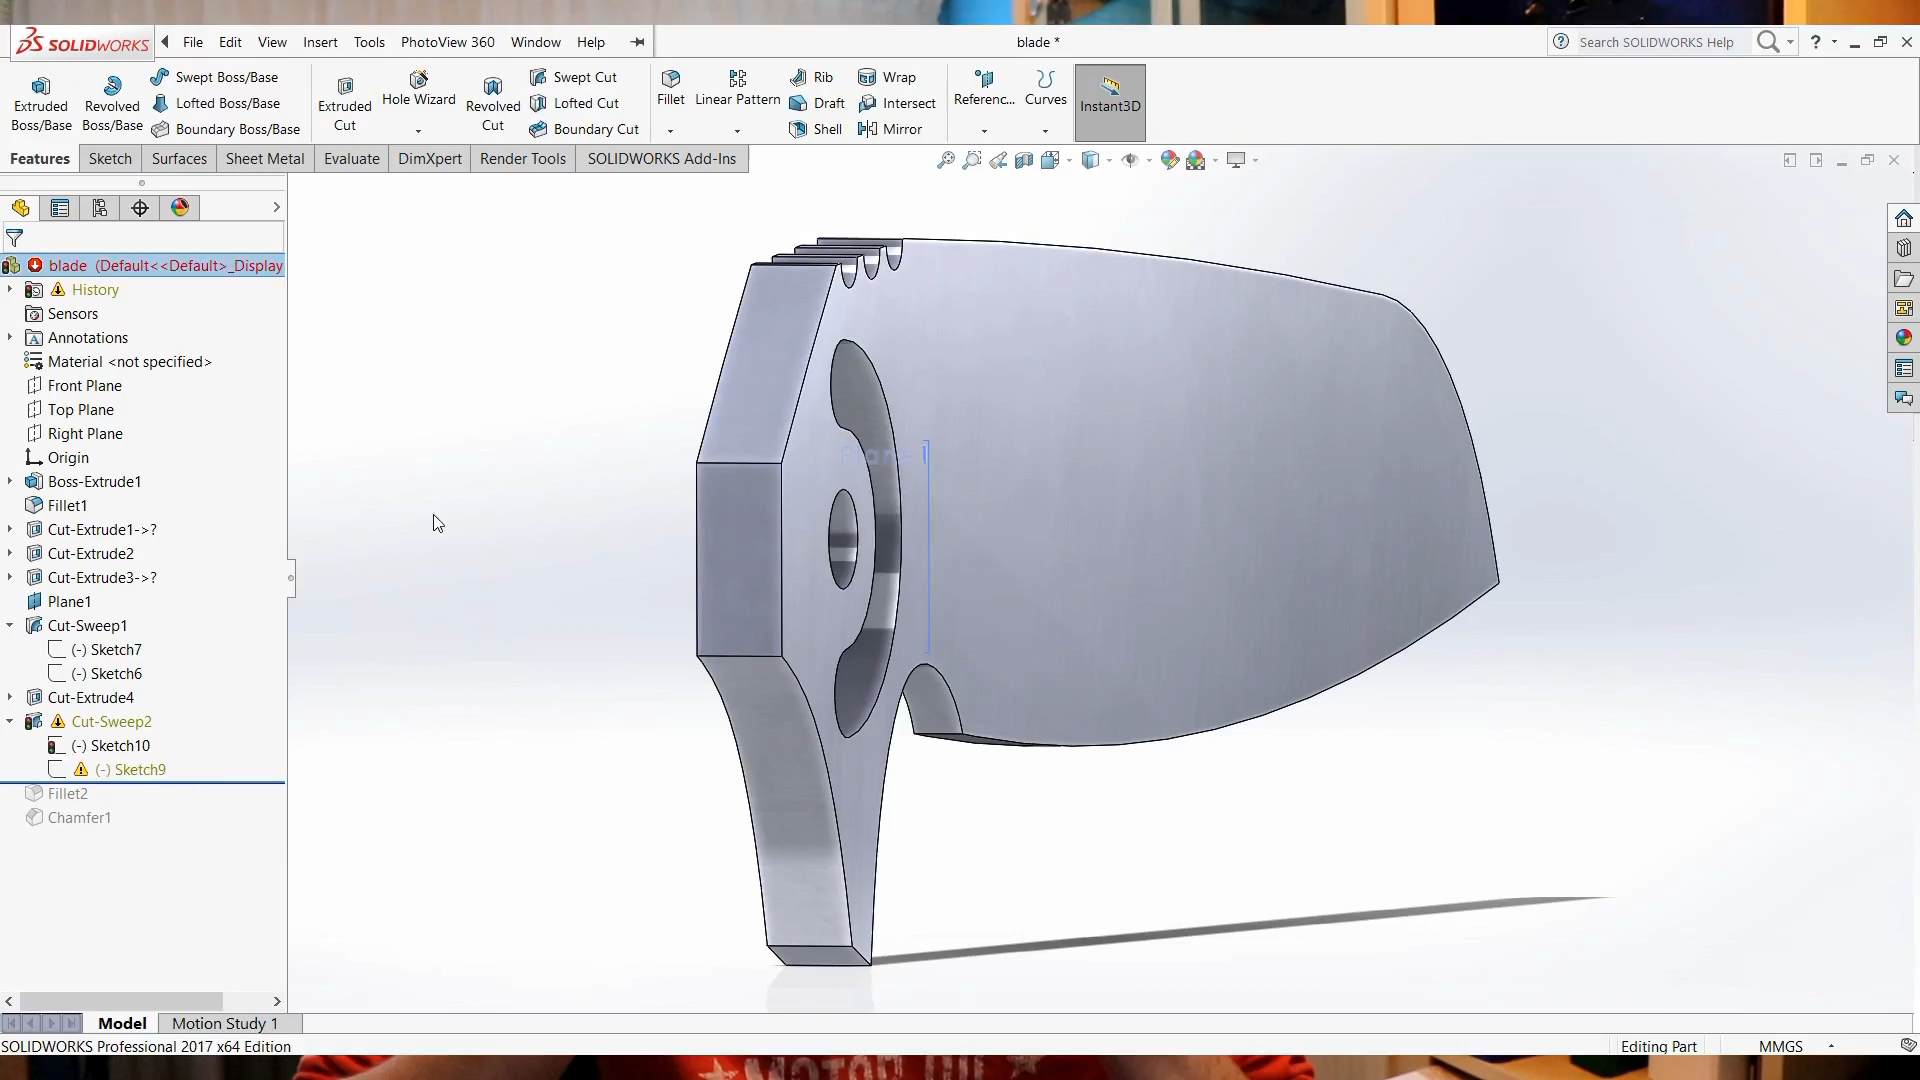 SOLIDWORKS File Edit View Insert Tools PhotoView 360 Window Help
blade *
Search SOLIDWORKS Help
?
Extruded Boss/Base
Revolved Boss/Base
Swept Boss/Base
Lofted Boss/Base
Boundary Boss/Base
Extruded Cut
Hole Wizard
Revolved Cut
Swept Cut
Lofted Cut
Boundary Cut
Fillet
Linear Pattern
Rib
Draft
Shell
Wrap
Intersect
Mirror
Referenc...
Curves
Instant3D
Features Sketch Surfaces Sheet Metal Evaluate DimXpert Render Tools SOLIDWORKS Add-Ins
blade (Default<<Default>_Display
History
Sensors
Annotations
Material <not specified>
Front Plane
Top Plane
Right Plane
Origin
Boss-Extrude1
Fillet1
Cut-Extrude1->?
Cut-Extrude2
Cut-Extrude3->?
Plane1
Cut-Sweep1
(-) Sketch7
(-) Sketch6
Cut-Extrude4
Cut-Sweep2
(-) Sketch10
(-) Sketch9
Fillet2
Chamfer1
Model Motion Study 1
SOLIDWORKS Professional 2017 x64 Edition
Editing Part
MMGS